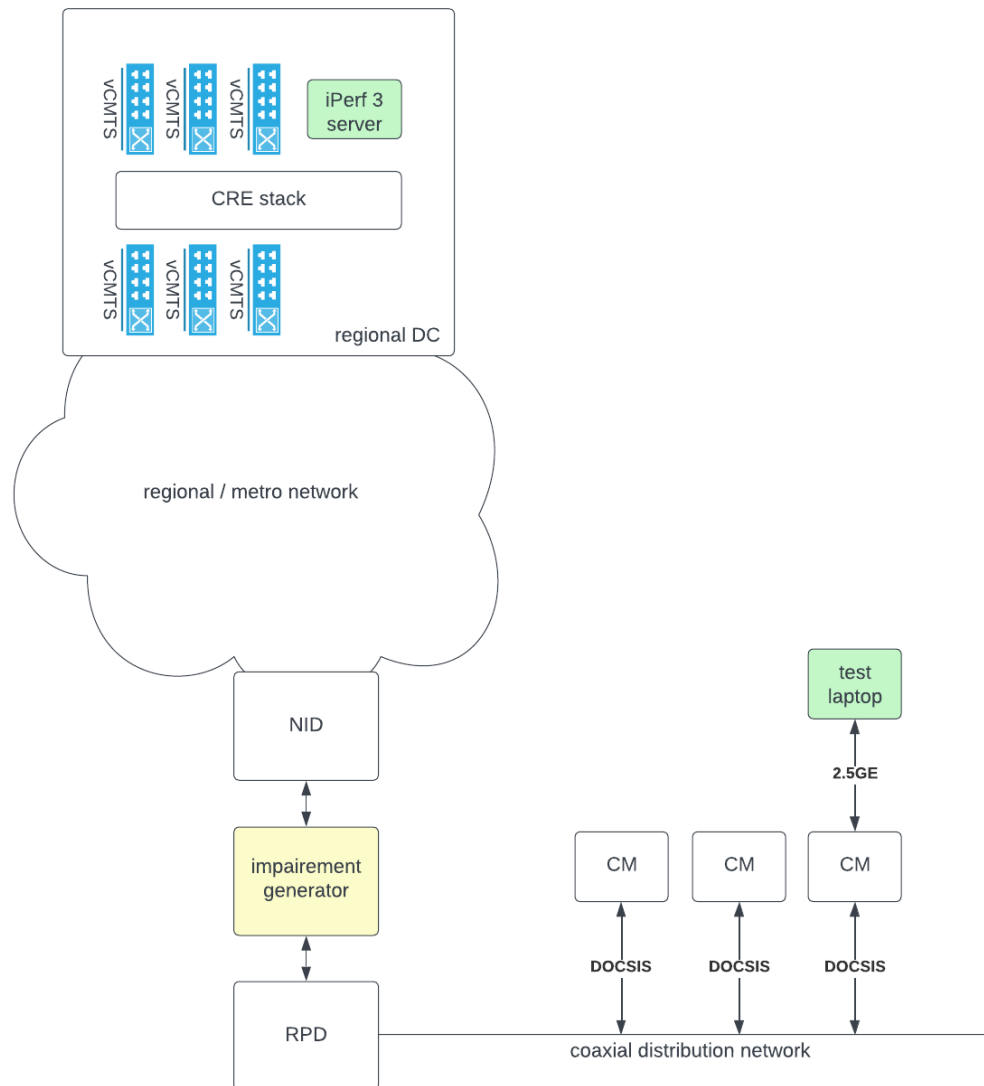 vCMTS
vCMTS
vCMTS
iPerf 3
server
CRE stack
vCMTS
vCMTS
vCMTS
regional DC
regional / metro network
NID
impairement
generator
RPD
test
laptop
2.5GE
CM
CM
CM
DOCSIS
DOCSIS
DOCSIS
coaxial distribution network